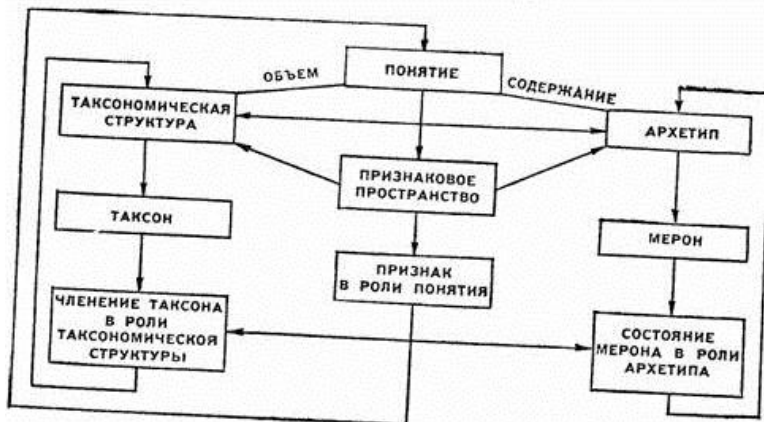 ОБЪЕМ
ПОНЯТИЕ
СОДЕРЖАНИЕ
ТАКСОНОМИЧЕСКАЯ
СТРУКТУРА
АРХЕТИП
ПРИЗНАКОВОЕ
ПРОСТРАНСТВО
ТАКСОН
МЕРОН
ПРИЗНАК
В РОЛИ ПОНЯТИЯ
ЧЛЕНЕНИЕ ТАКСОНА
В РОЛИ
ТАКСОНОМИЧЕСКОЯ
СТРУКТУРЫ
СОСТОЯНИЕ
МЕРОНА В РОЛИ
АРХЕТИПА